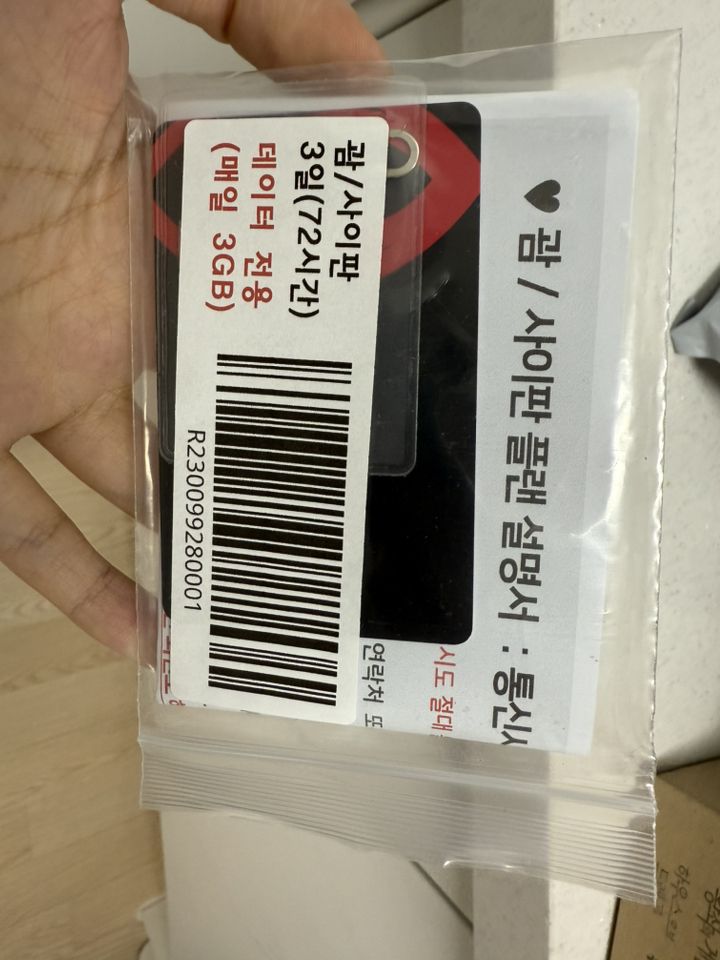 ♥ 괌 / 사이판 플랜 설명서 : 통신사
괌/사이판
3일(72시간)
데이터 전용
(매일 3GB)
R230099280001
시도 절대
연락처 또